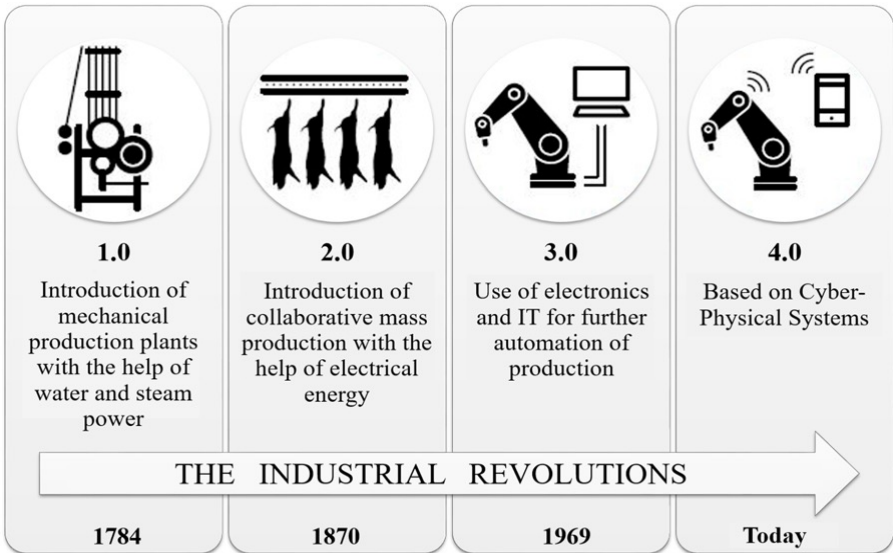 1.0
Introduction of
mechanical
production plants
with the help of
water and steam
power
2.0
Introduction of
collaborative mass
production with the
help of electrical
energy
3.0
Use of electronics
and IT for further
automation of
production
4.0
Based on Cyber-
Physical Systems
THE INDUSTRIAL REVOLUTIONS
1784
1870
1969
Today